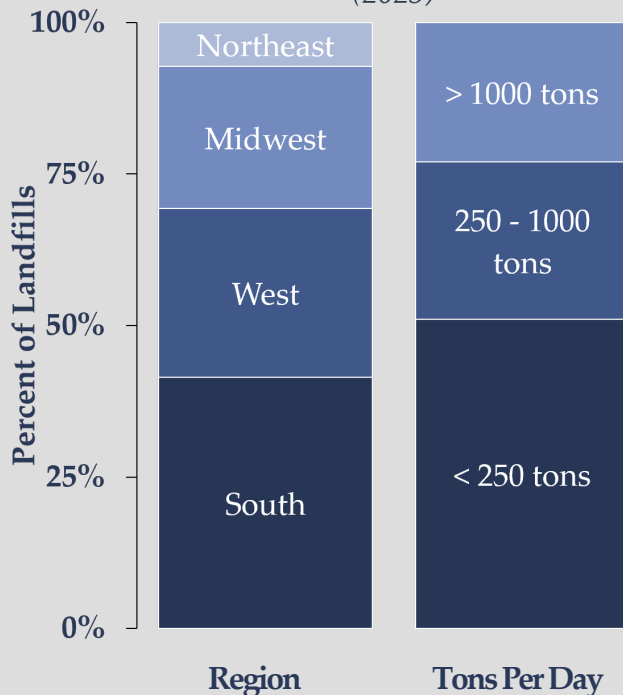 100%
75%
50%
25%
0%
Percent of Landfills
Northeast
Midwest
West
South
> 1000 tons
250 - 1000
tons
< 250 tons
Region
Tons Per Day